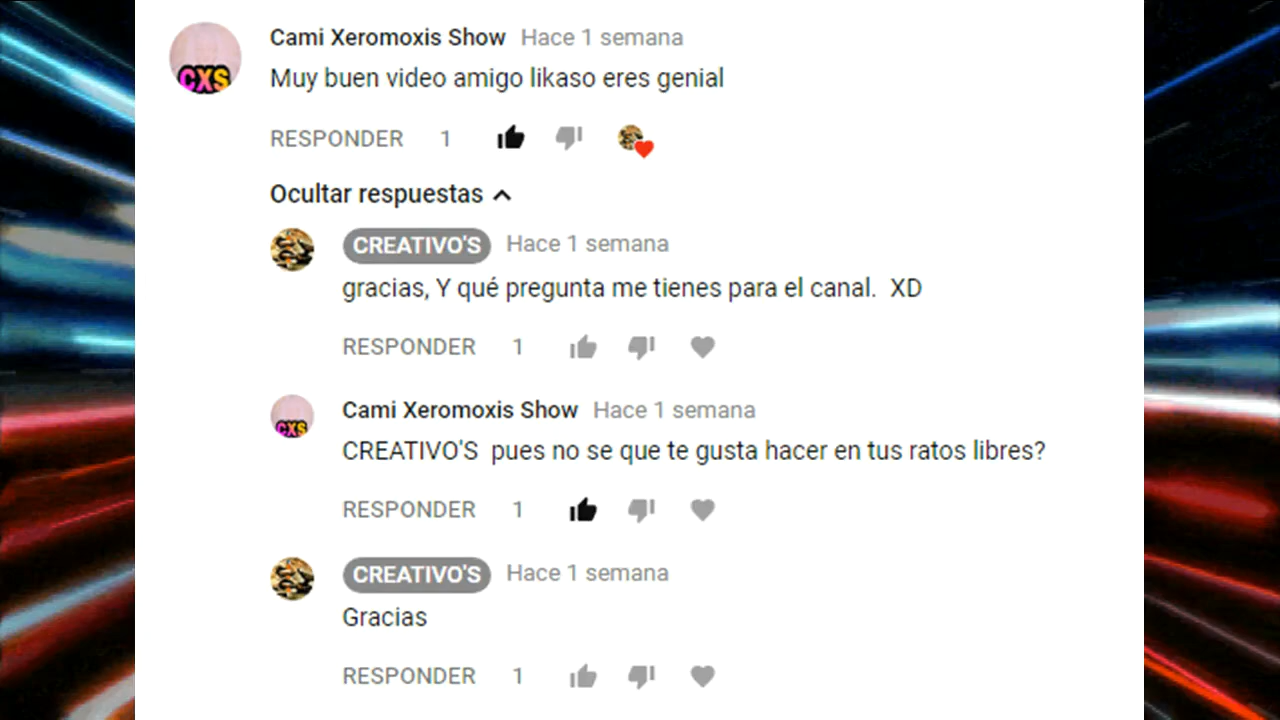 Cami Xeromoxis Show Hace 1 semana
CXS
Muy buen video amigo likaso eres genial
RESPONDER 1
Ocultar respuestas
CREATIVO'S Hace 1 semana
gracias, Y qué pregunta me tienes para el canal. XD
RESPONDER 1
Cami Xeromoxis Show Hace 1 semana
CXS
CREATIVO'S pues no se que te gusta hacer en tus ratos libres?
RESPONDER 1
CREATIVO'S Hace 1 semana
Gracias
RESPONDER 1